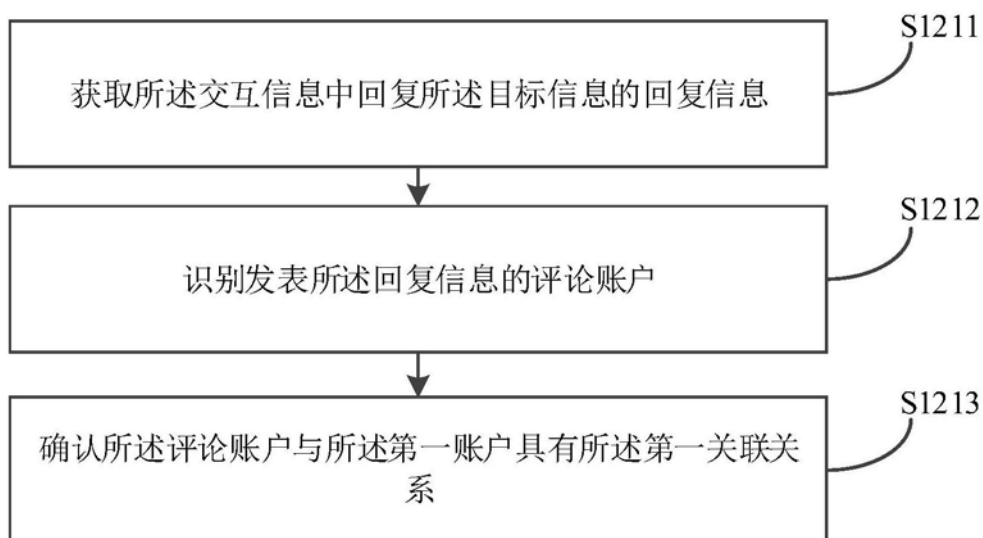 S1211
获取所述交互信息中回复所述目标信息的回复信息
S1212
识别发表所述回复信息的评论账户
S1213
确认所述评论账户与所述第一账户具有所述第一关联关
系